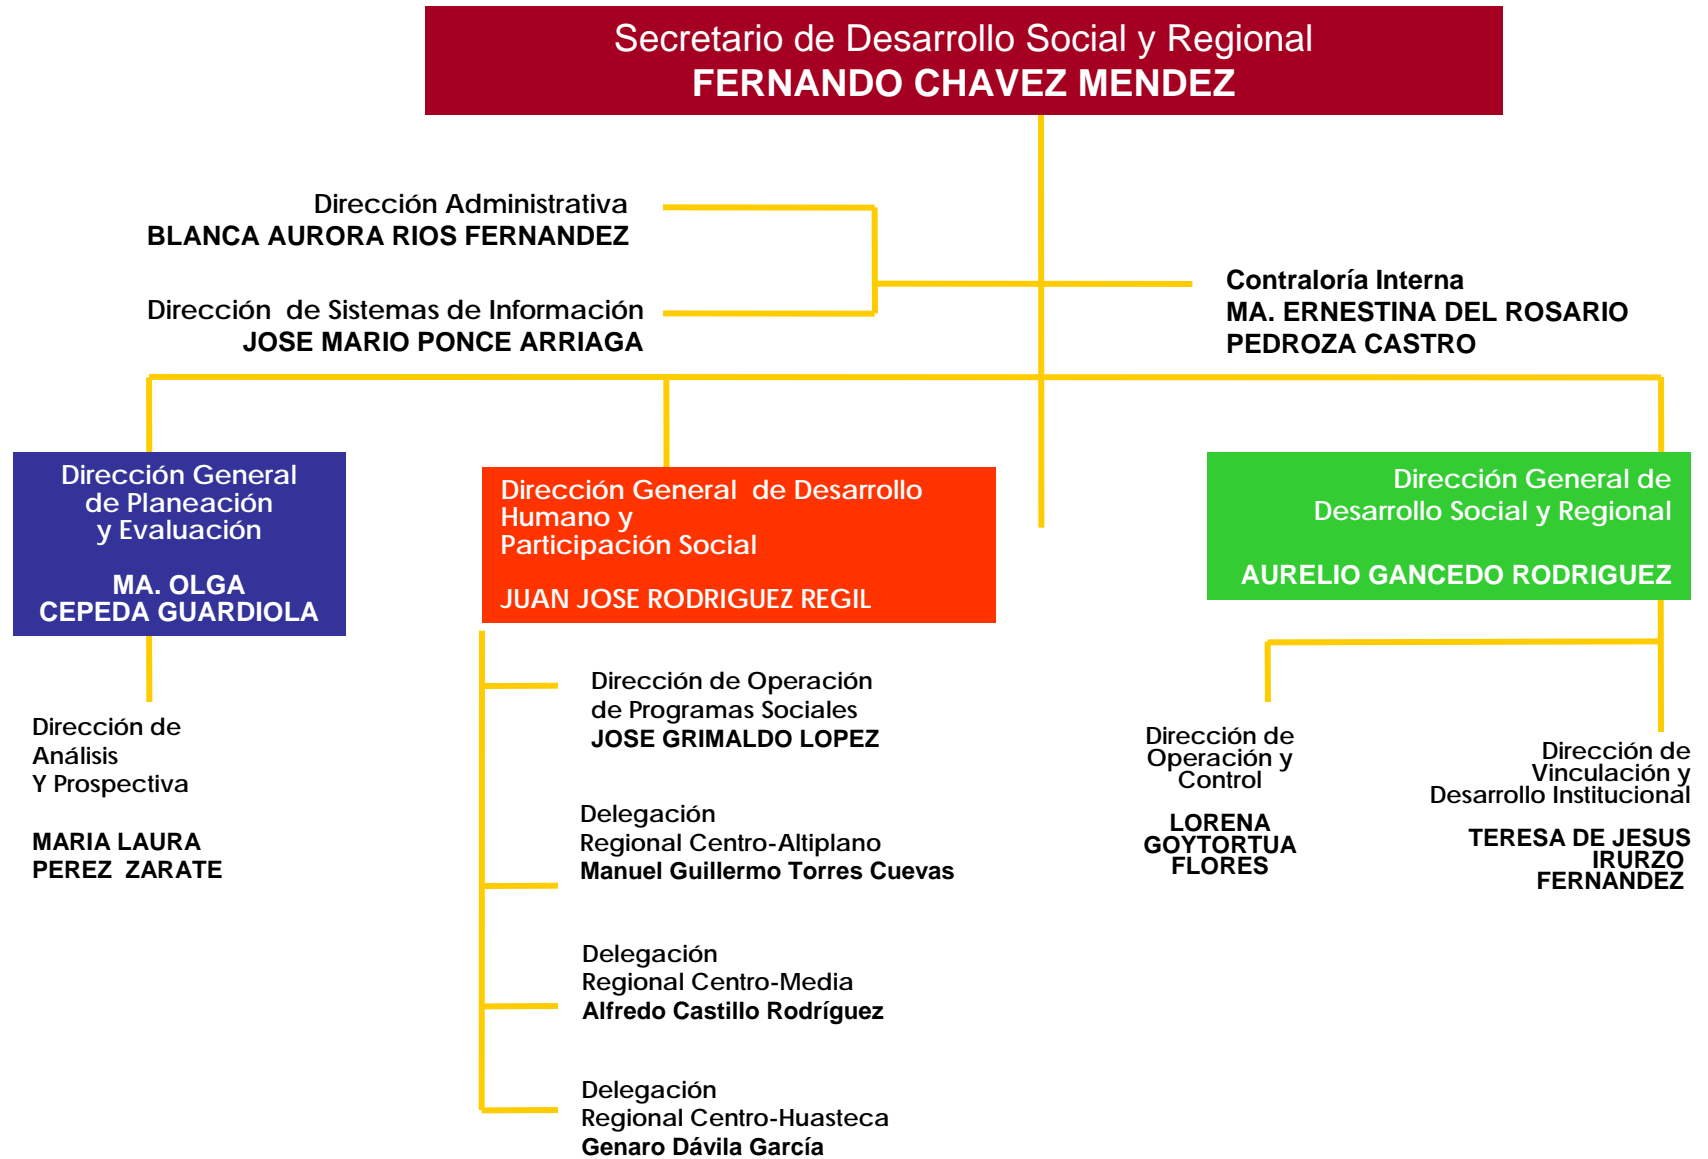 Secretario de Desarrollo Social y Regional
FERNANDO CHAVEZ MENDEZ
Dirección Administrativa
BLANCA AURORA RIOS FERNANDEZ
Dirección de Sistemas de Información
JOSE MARIO PONCE ARRIAGA
Contraloría Interna
MA. ERNESTINA DEL ROSARIO
PEDROZA CASTRO
Dirección General
de Planeación
y Evaluación
MA. OLGA
CEPEDA GUARDIOLA
Dirección General de Desarrollo
Humano y
Participación Social
JUAN JOSE RODRIGUEZ REGIL
Dirección General de
Desarrollo Social y Regional
AURELIO GANCEDO RODRIGUEZ
Dirección de
Análisis
Y Prospectiva
MARIA LAURA
PEREZ ZARATE
Dirección de Operación
de Programas Sociales
JOSE GRIMALDO LOPEZ
Delegación
Regional Centro-Altiplano
Manuel Guillermo Torres Cuevas
Delegación
Regional Centro-Media
Alfredo Castillo Rodríguez
Delegación
Regional Centro-Huasteca
Genaro Dávila García
Dirección de
Operación y
Control
LORENA
GOYTORTUA
FLORES
Dirección de
Vinculación y
Desarrollo Institucional
TERESA DE JESUS
IRURZO
FERNANDEZ